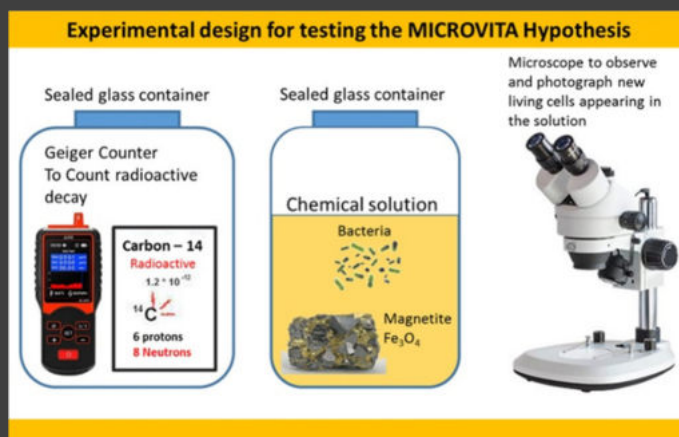 Experimental design for testing the MICROVITA Hypothesis
Sealed glass container
Geiger Counter
To Count radioactive
decay
Carbon – 14
Radioactive
1.2 * 10 ⁻¹²
¹⁴C
6 protons
8 Neutrons
Sealed glass container
Chemical solution
Bacteria
Magnetite
Fe₃O₄
Microscope to observe
and photograph new
living cells appearing in
the solution